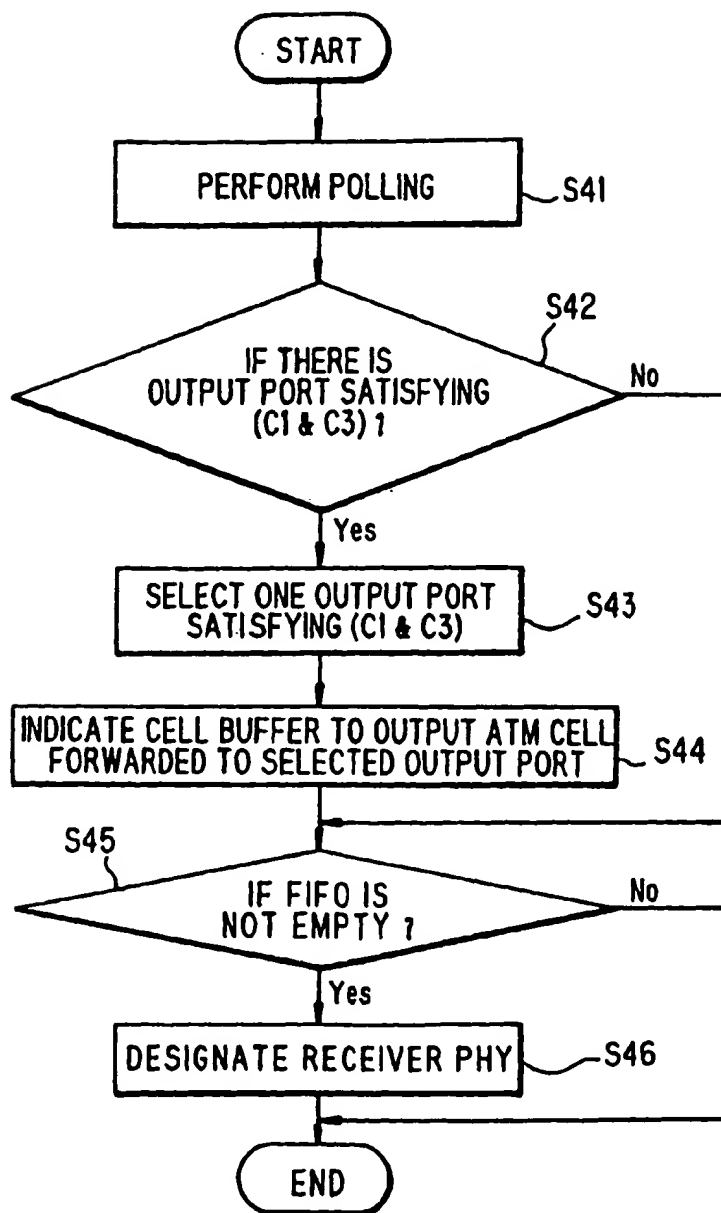 START
PERFORM POLLING
S41
S42
IF THERE IS
OUTPUT PORT SATISFYING
(C1 & C3) ?
No
Yes
SELECT ONE OUTPUT PORT
SATISFYING (C1 & C3)
S43
INDICATE CELL BUFFER TO OUTPUT ATM CELL
FORWARDED TO SELECTED OUTPUT PORT
S44
S45
IF FIFO IS
NOT EMPTY ?
No
Yes
DESIGNATE RECEIVER PHY
S46
END